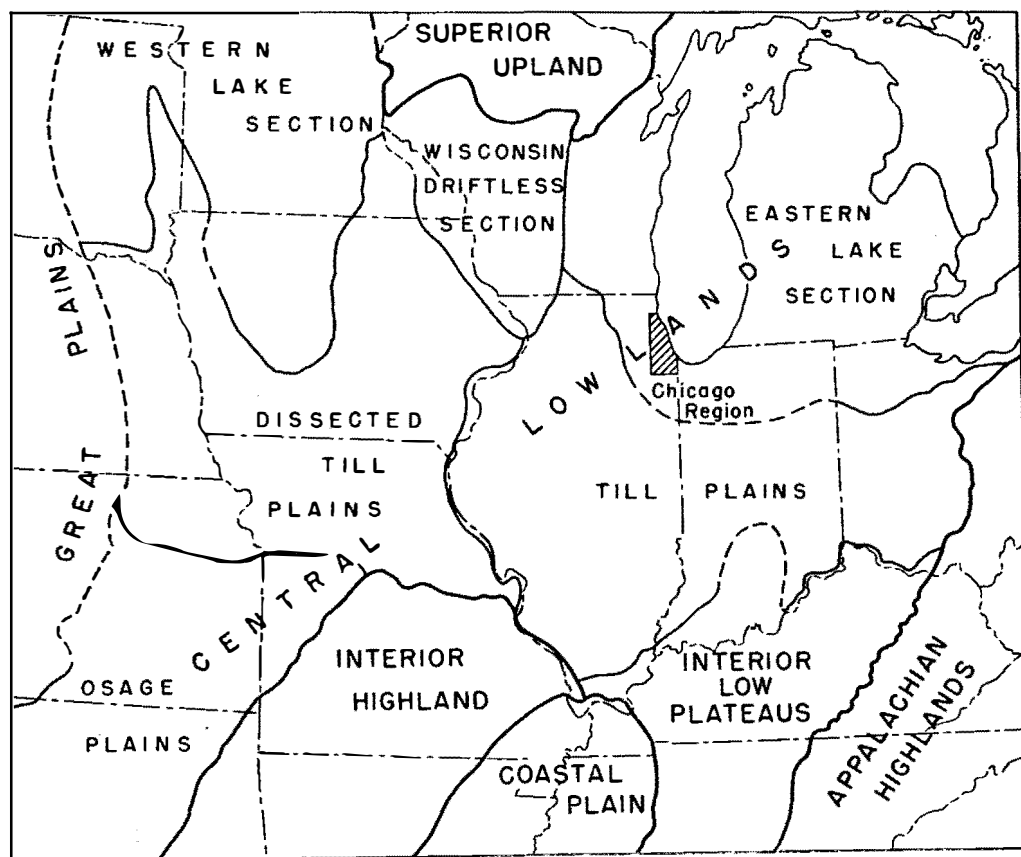 WESTERN
LAKE
SECTION
SUPERIOR
UPLAND
WISCONSIN
DRIFTLESS
SECTION
EASTERN
LAKE
SECTION
GREAT PLAINS
CENTRAL LOWLANDS
Chicago
Region
DISSECTED
TILL
PLAINS
TILL PLAINS
OSAGE
PLAINS
INTERIOR
HIGHLAND
INTERIOR
LOW
PLATEAUS
APPALACHIAN
HIGHLANDS
COASTAL
PLAIN